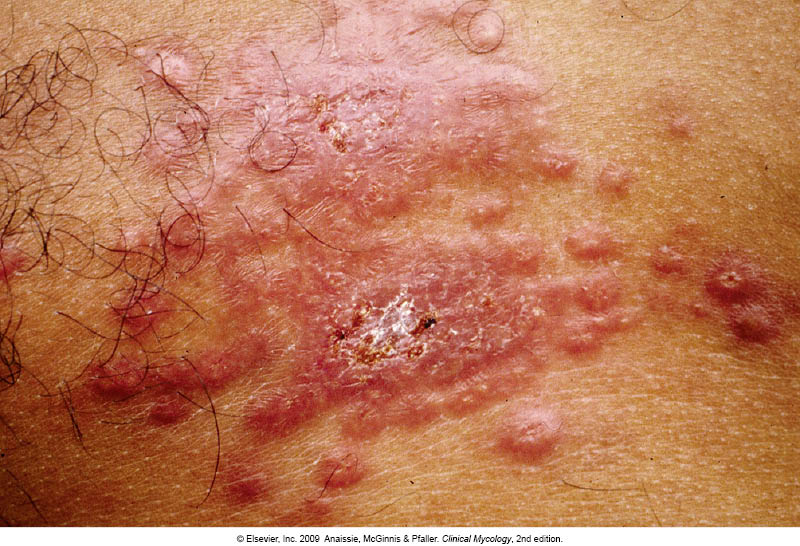 © Elsevier, Inc. 2009 Anaissie, McGinnis & Pfaller. Clinical Mycology, 2nd edition.